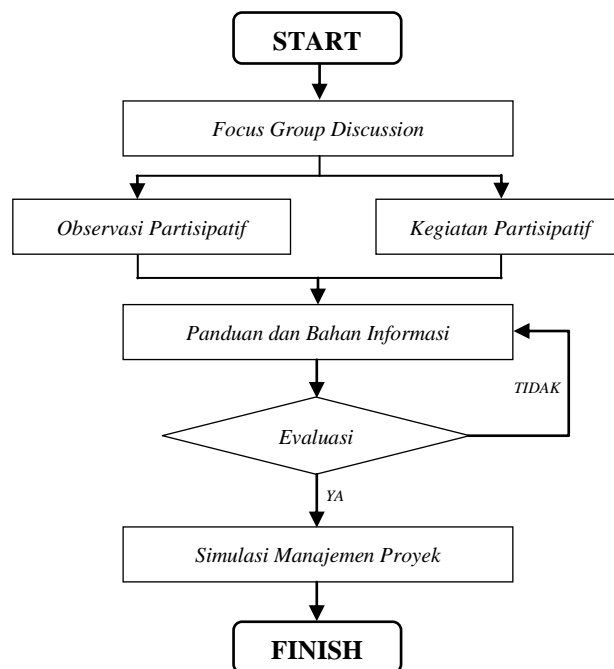 START
Focus Group Discussion
Observasi Partisipatif
Kegiatan Partisipatif
Panduan dan Bahan Informasi
TIDAK
Evaluasi
YA
Simulasi Manajemen Proyek
FINISH